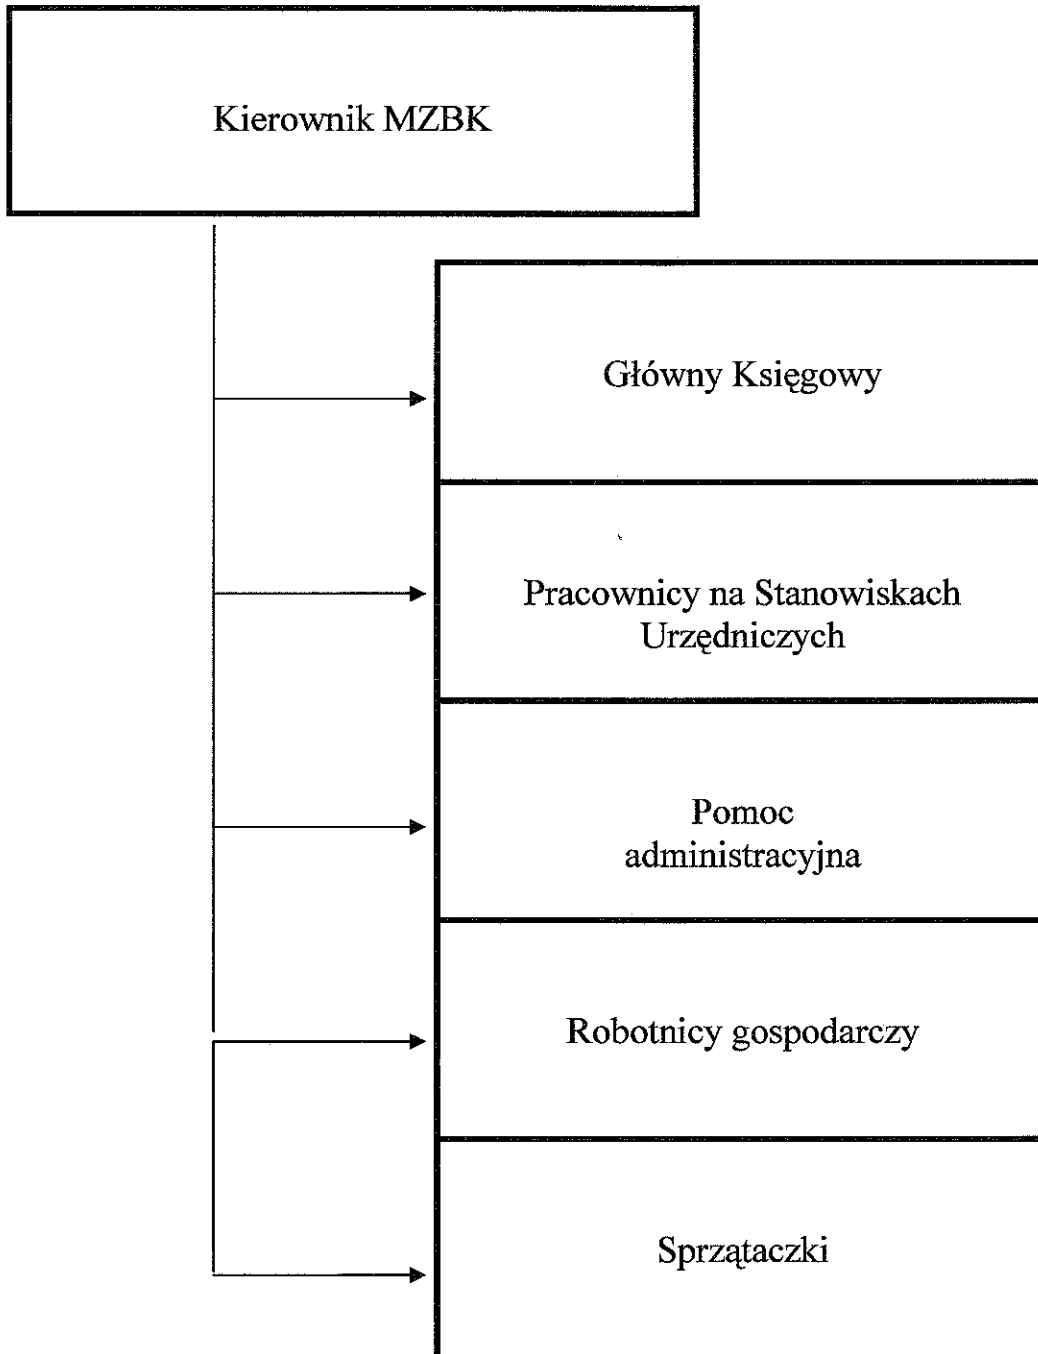 Kierownik MZBK
Główny Księgowy
Pracownicy na Stanowiskach
Urzędniczych
Pomoc
administracyjna
Robotnicy gospodarczy
Sprzątaczki